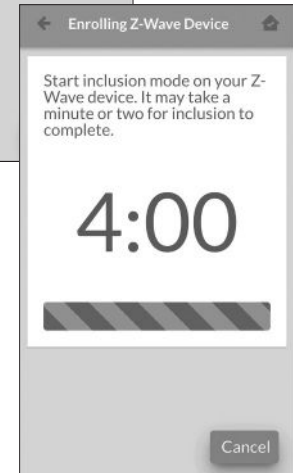 Enrolling Z-Wave Device
Start inclusion mode on your Z-
Wave device. It may take a
minute or two for inclusion to
complete.
4:00
Cancel